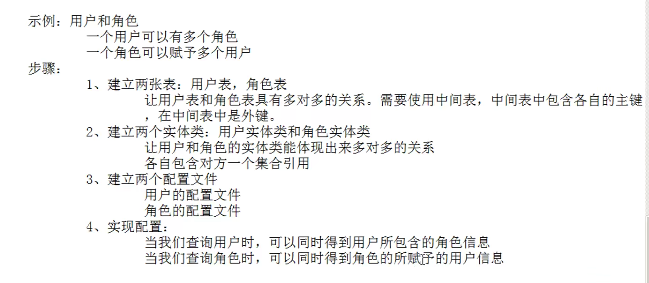 示例：用户和角色
一个用户可以有多个角色
一个角色可以赋予多个用户
步骤：
1、建立两张表：用户表，角色表
让用户表和角色表具有多对多的关系。需要使用中间表，中间表中包含各自的主键
，在中间表中是外键。
2、建立两个实体类：用户实体类和角色实体类
让用户和角色的实体类能体现出来多对多的关系
各自包含对方一个集合引用
3、建立两个配置文件
用户的配置文件
角色的配置文件
4、实现配置：
当我们查询用户时，可以同时得到用户所包含的角色信息
当我们查询角色时，可以同时得到角色的所赋予的用户信息